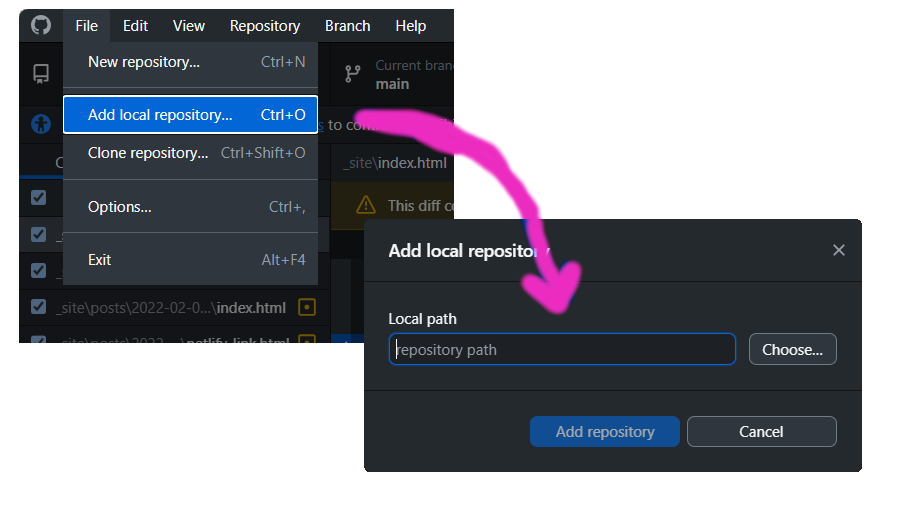 File Edit View Repository Branch Help
New repository... Ctrl+N
Current bran
main
Add local repository... Ctrl+O
s to com
Clone repository... Ctrl+Shift+O
_site\index.html
Options... Ctrl+,
This diff co
Exit Alt+F4
_site\posts\2022-02-0...\index.html
_site\posts\2022-...\netlify-link.html
Add local repository
Local path
repository path
Choose...
Add repository
Cancel